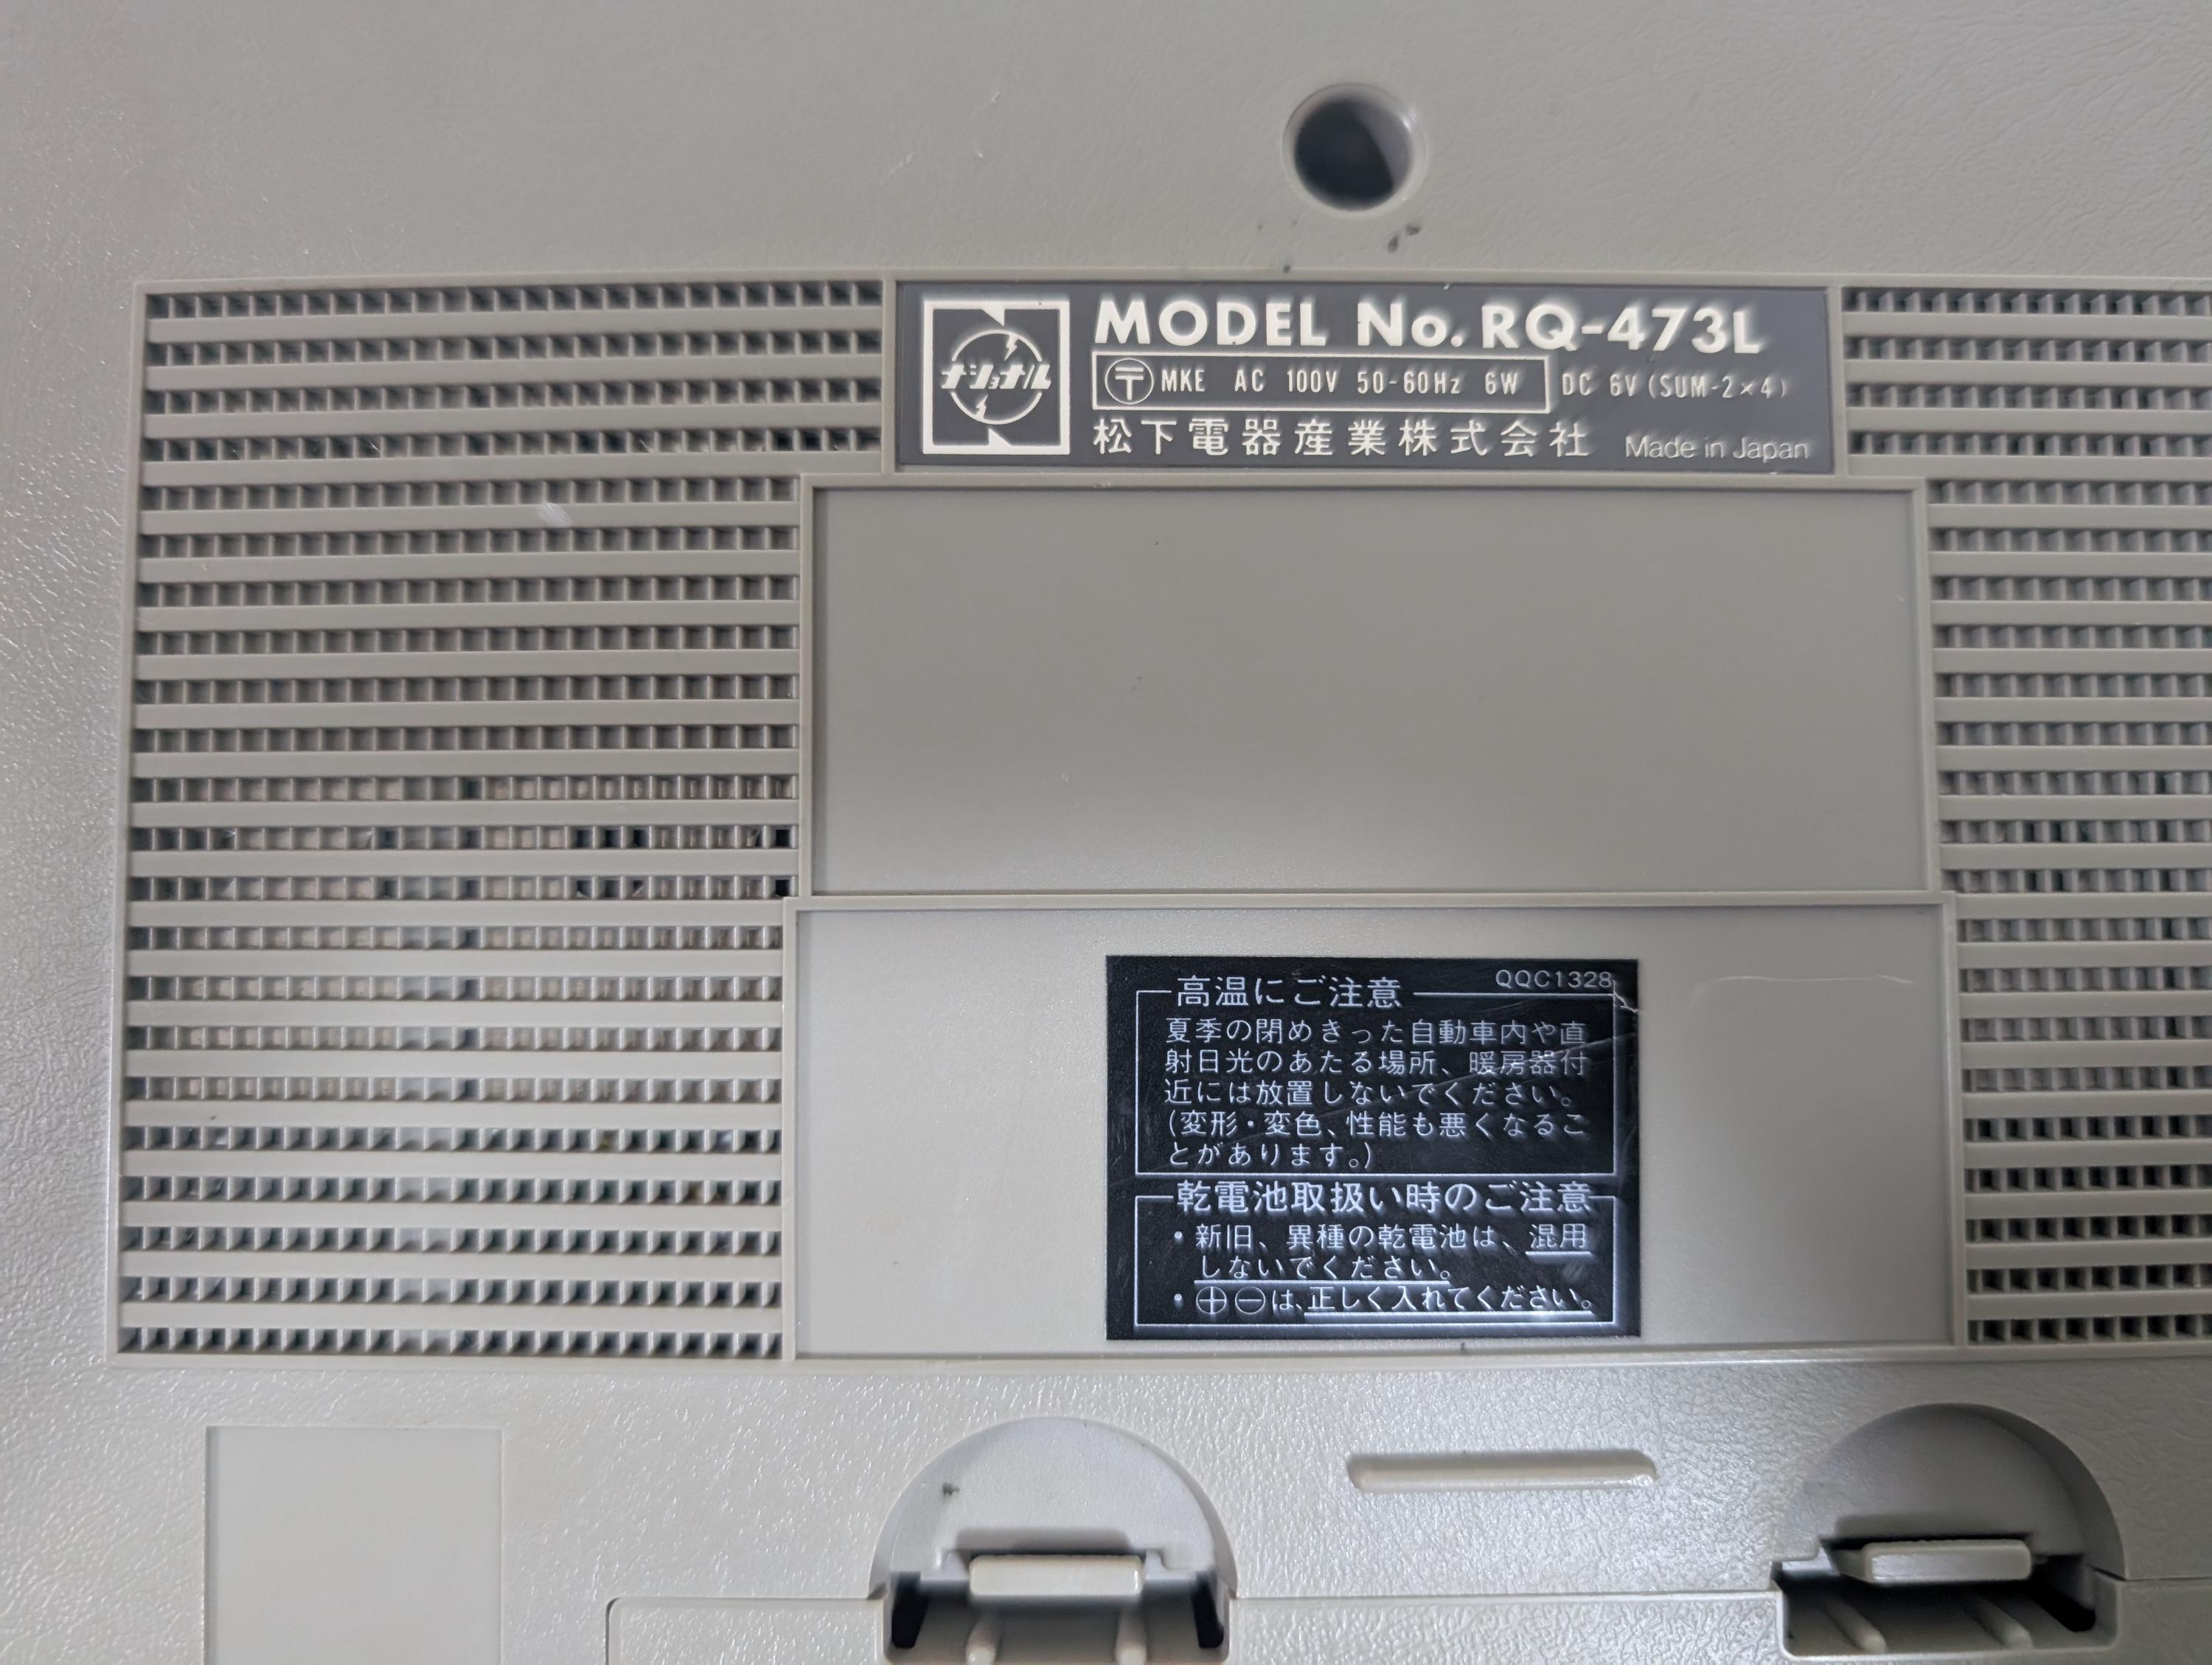 ナショナル
MODEL No. RQ-473L
〒 MKE AC 100V 50-60Hz 6W DC 6V (SUM-2×4)
松下電器産業株式会社 Made in Japan
QQC1328
高温にご注意
夏季の閉めきった自動車内や直
射日光のあたる場所、暖房器付
近には放置しないでください。
(変形・変色、性能も悪くなるこ
とがあります。)
乾電池取扱い時のご注意
・新旧、異種の乾電池は、混用
しないでください。
・⊕⊖は、正しく入れてください。